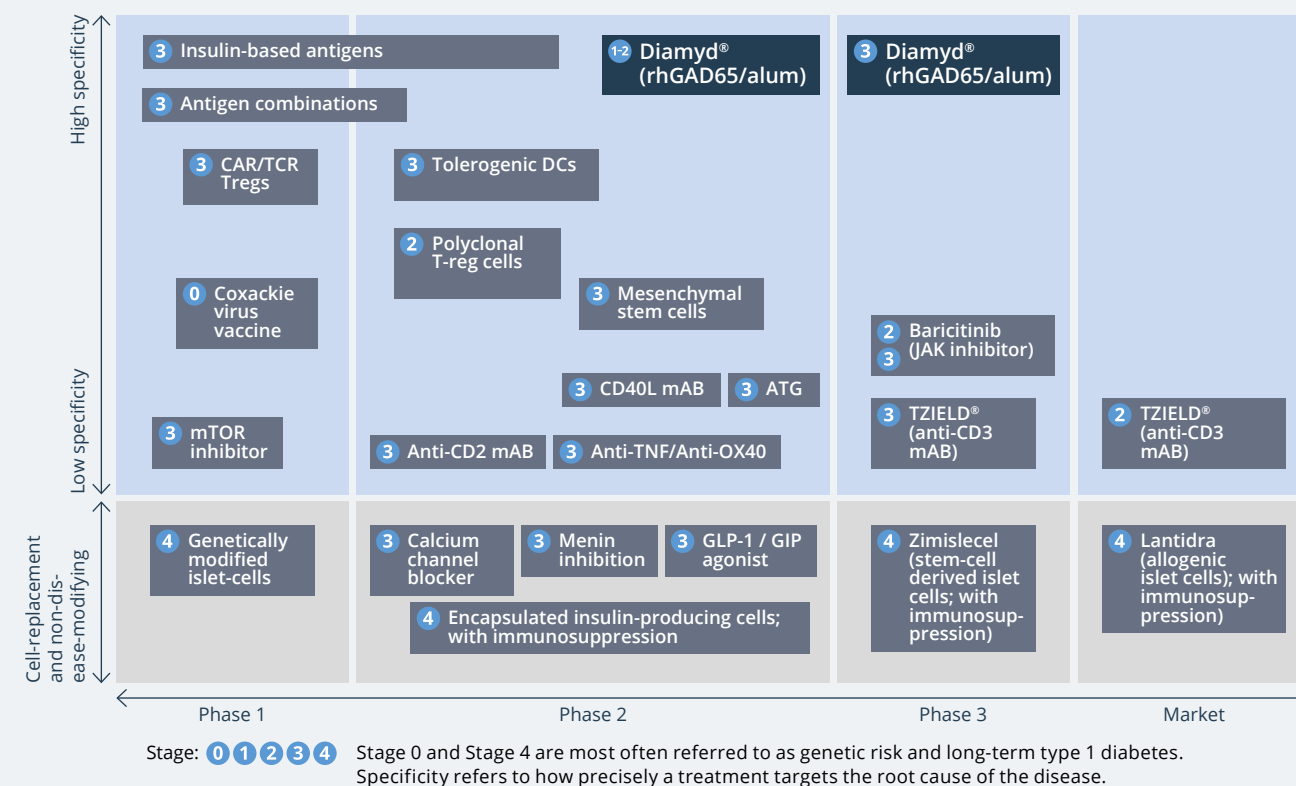 High specificity
Low specificity
Cell-replacement
and non-dis-
ease-modifying
3 Insulin-based antigens
1-2 Diamyd®
(rhGAD65/alum)
3 Diamyd®
(rhGAD65/alum)
3 Antigen combinations
3 CAR/TCR
Tregs
3 Tolerogenic DCs
2 Polyclonal
T-reg cells
0 Coxackie
virus
vaccine
3 Mesenchymal
stem cells
2 Baricitinib
3 (JAK inhibitor)
3 CD40L mAB
3 ATG
3 mTOR
inhibitor
3 Anti-CD2 mAB
3 Anti-TNF/Anti-OX40
3 TZIELD®
(anti-CD3
mAB)
2 TZIELD®
(anti-CD3
mAB)
4 Genetically
modified
islet-cells
3 Calcium
channel
blocker
3 Menin
inhibition
3 GLP-1 / GIP
agonist
4 Encapsulated insulin-producing cells;
with immunosuppression
4 Zimislecel
(stem-cell
derived islet
cells; with
immunosup-
pression)
4 Lantidra
(allogenic
islet cells); with
immunosup-
pression)
Phase 1
Phase 2
Phase 3
Market
Stage: 0 1 2 3 4
Stage 0 and Stage 4 are most often referred to as genetic risk and long-term type 1 diabetes.
Specificity refers to how precisely a treatment targets the root cause of the disease.